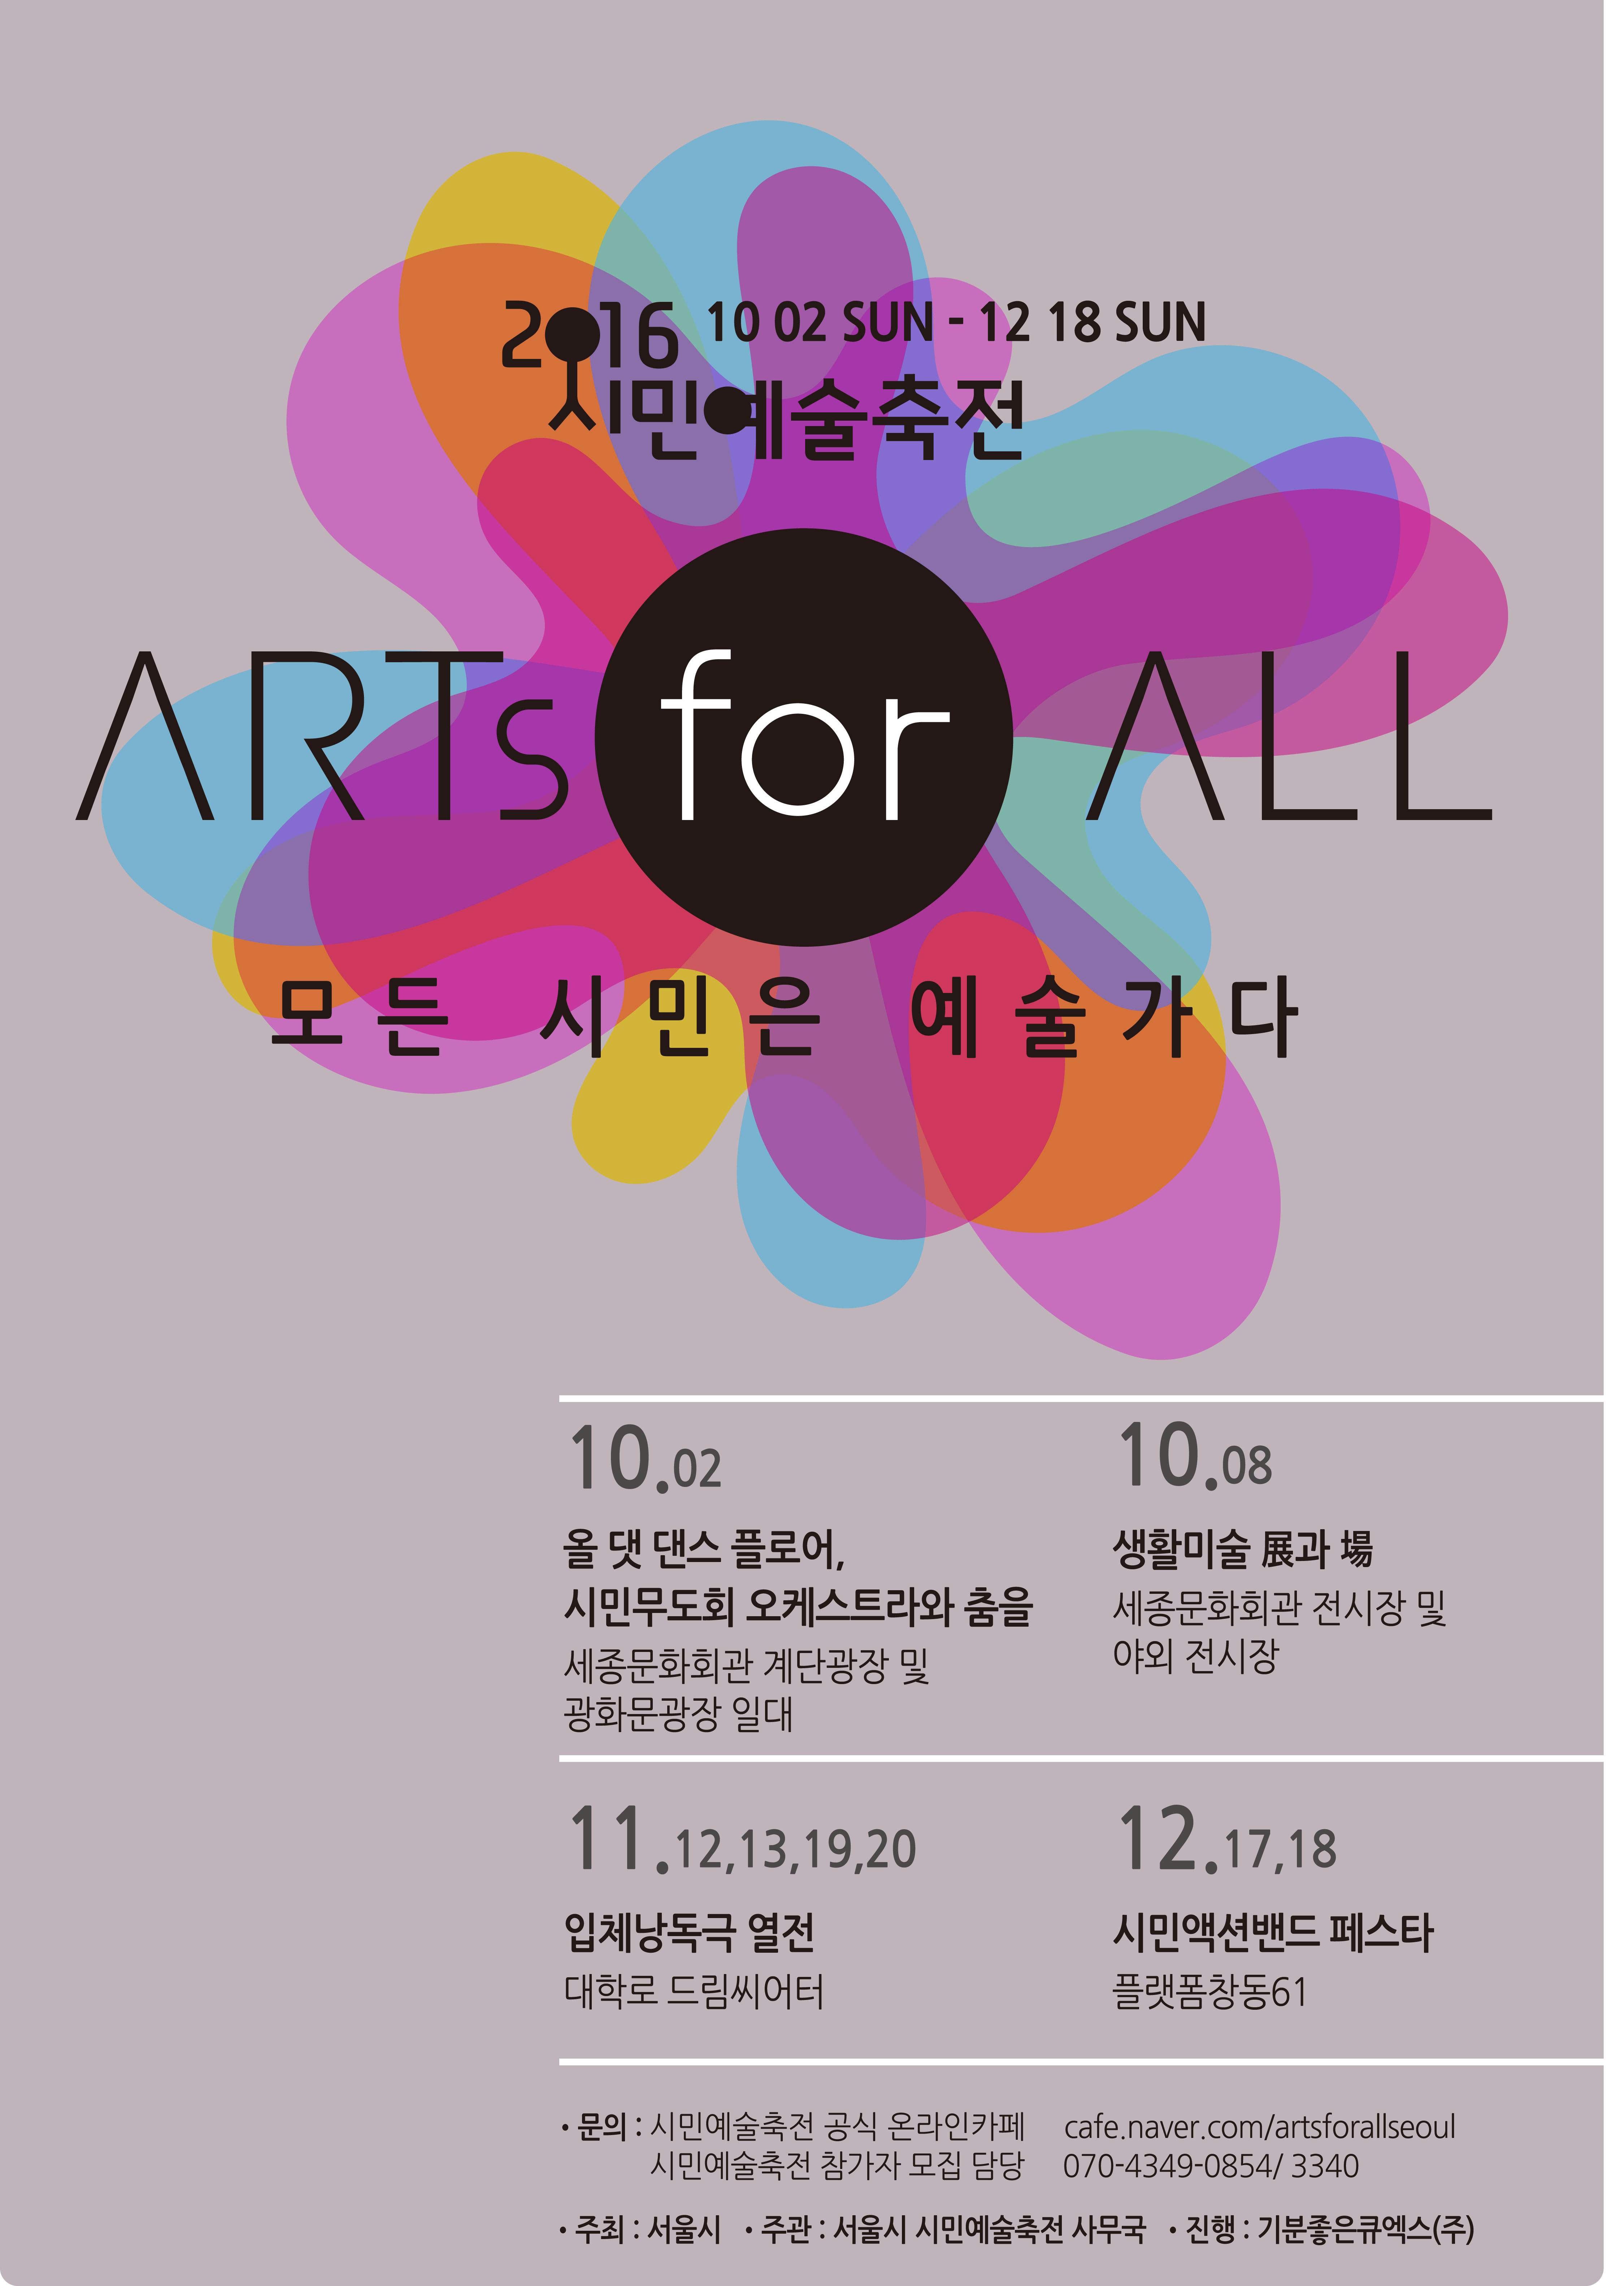 2016 10 02 SUN - 12 18 SUN
시민예술축전
ARTs for ALL
모든 시민은 예술가다
10.02
올 댓 댄스 플로어,
시민무도회 오케스트라와 춤을
세종문화회관 계단광장 및
광화문광장 일대
10.08
생활미술 展과 場
세종문화회관 전시장 및
야외 전시장
11.12,13,19,20
입체낭독극 열전
대학로 드림씨어터
12.17,18
시민액션밴드 페스타
플랫폼창동61
• 문의 : 시민예술축전 공식 온라인카페 cafe.naver.com/artsforallseoul
시민예술축전 참가자 모집 담당 070-4349-0854/ 3340
• 주최 : 서울시 • 주관 : 서울시 시민예술축전 사무국 • 진행 : 기분좋은큐엑스(주)